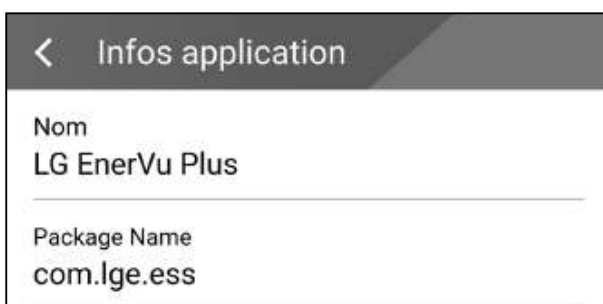 Infos application
Nom
LG EnerVu Plus
Package Name
com.lge.ess